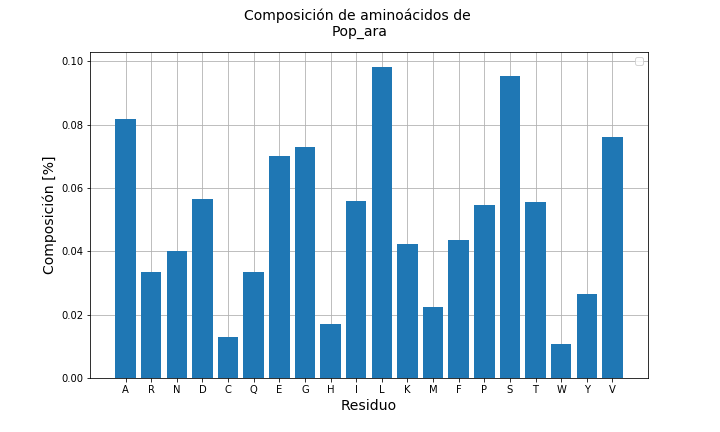 Composición de aminoácidos de
Pop_ara
Composición [%]
0.10
0.08
0.06
0.04
0.02
0.00
A R N D C Q E G H I L K M F P S T W Y V
Residuo